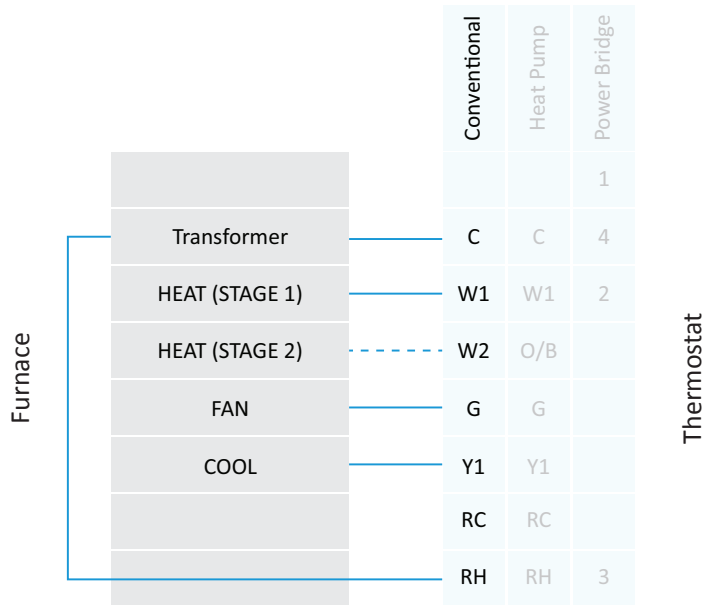 Conventional
Heat Pump
Power Bridge
1
Transformer C C 4
HEAT (STAGE 1) W1 W1 2
HEAT (STAGE 2) W2 O/B
FAN G G
COOL Y1 Y1
RC RC
RH RH 3
Furnace
Thermostat